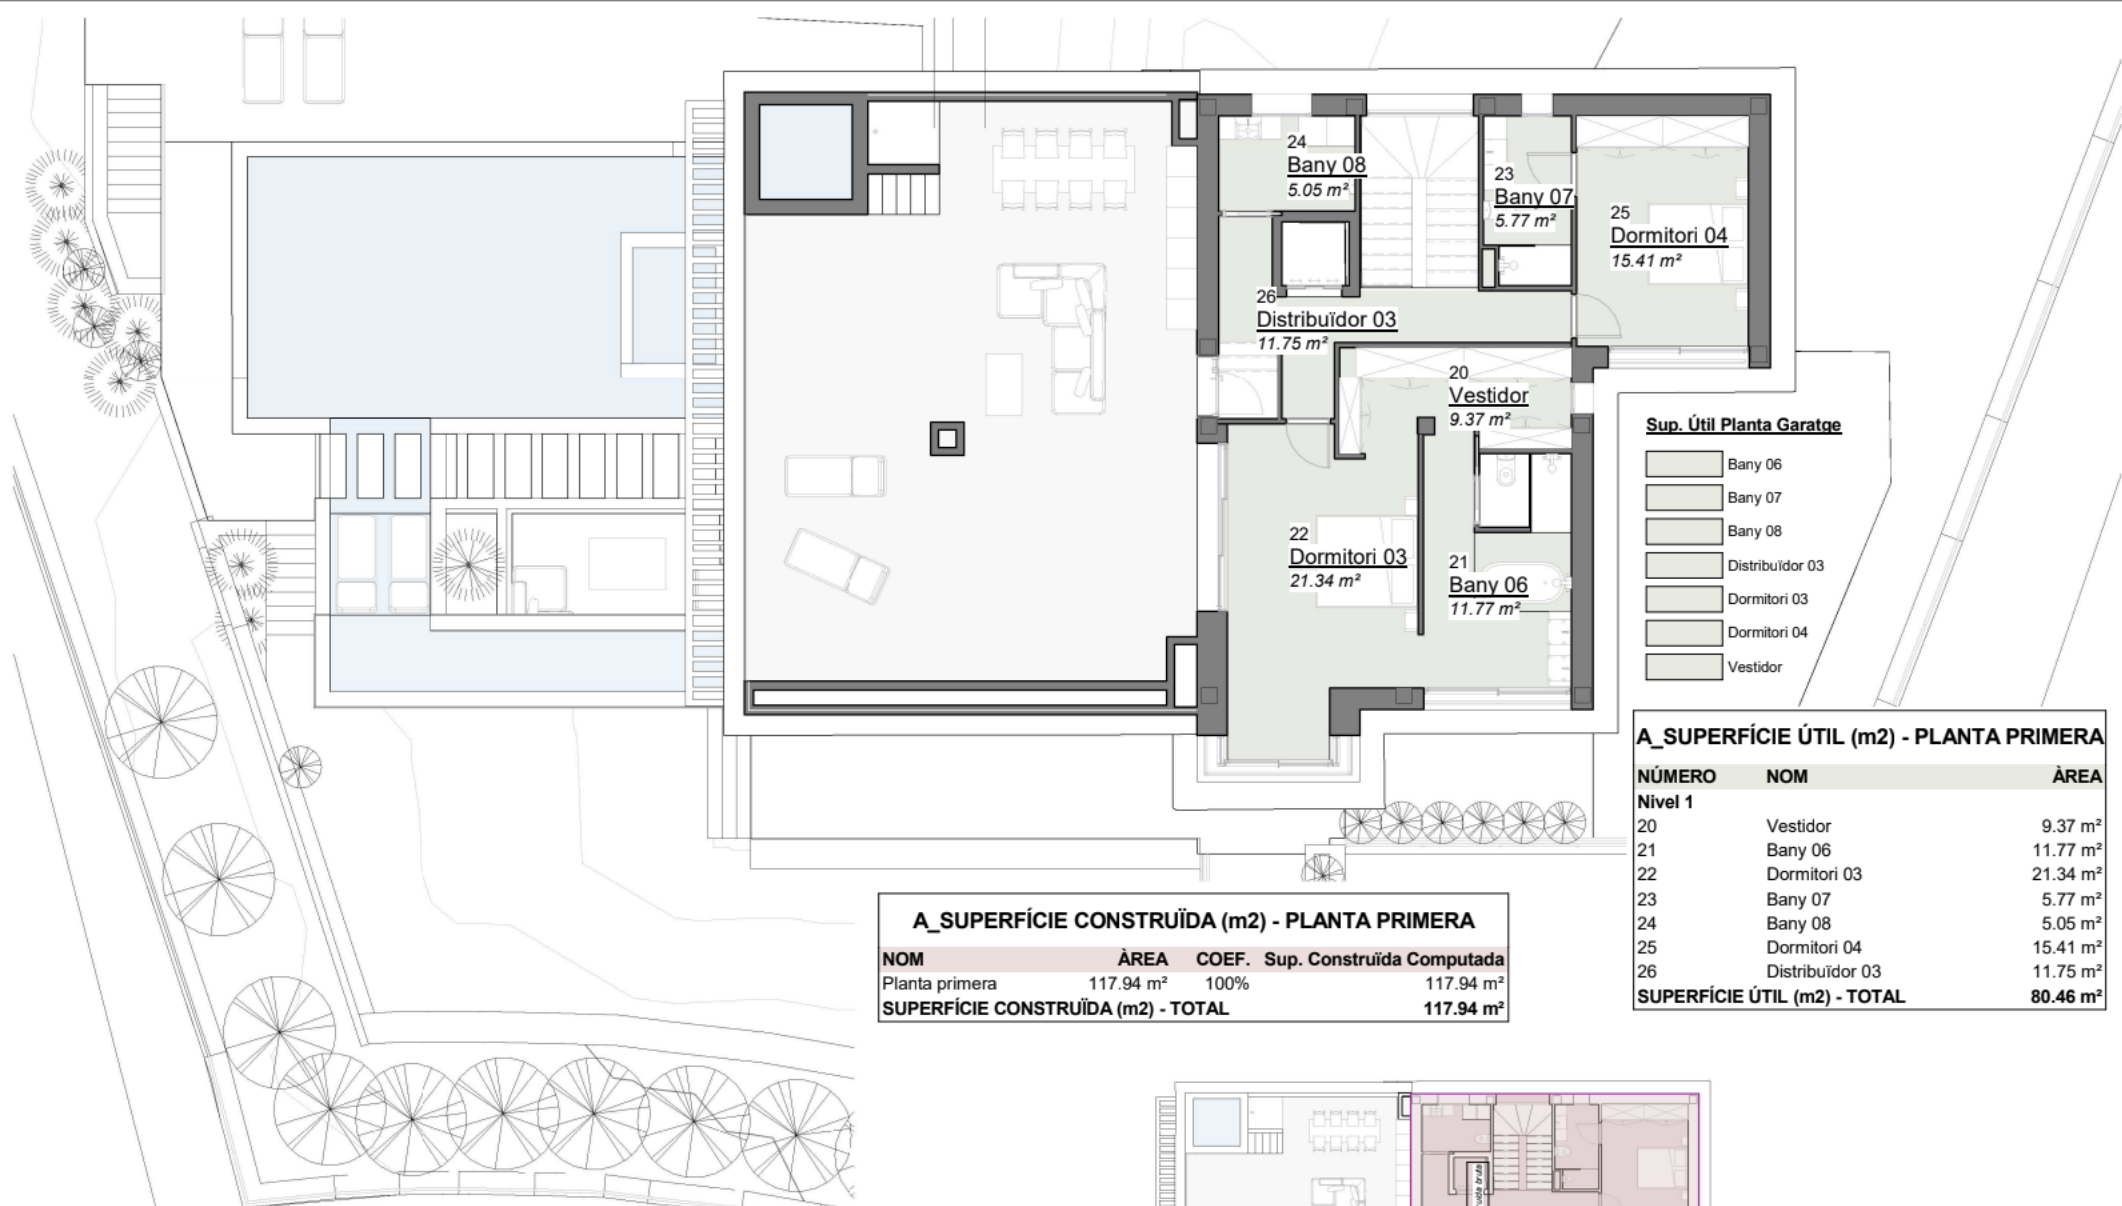 24
Bany 08
5.05 m²
23
Bany 07
5.77 m²
25
Dormitori 04
15.41 m²
26
Distribuïdor 03
11.75 m²
20
Vestidor
9.37 m²
22
Dormitori 03
21.34 m²
21
Bany 06
11.77 m²
Sup. Útil Planta Garatge
Bany 06
Bany 07
Bany 08
Distribuïdor 03
Dormitori 03
Dormitori 04
Vestidor
A_SUPERFÍCIE ÚTIL (m2) - PLANTA PRIMERA
NÚMERO NOM ÀREA
Nivel 1
20 Vestidor 9.37 m²
21 Bany 06 11.77 m²
22 Dormitori 03 21.34 m²
23 Bany 07 5.77 m²
24 Bany 08 5.05 m²
25 Dormitori 04 15.41 m²
26 Distribuïdor 03 11.75 m²
SUPERFÍCIE ÚTIL (m2) - TOTAL 80.46 m²
A_SUPERFÍCIE CONSTRUÏDA (m2) - PLANTA PRIMERA
NOM ÀREA COEF. Sup. Construïda Computada
Planta primera 117.94 m² 100% 117.94 m²
SUPERFÍCIE CONSTRUÏDA (m2) - TOTAL 117.94 m²